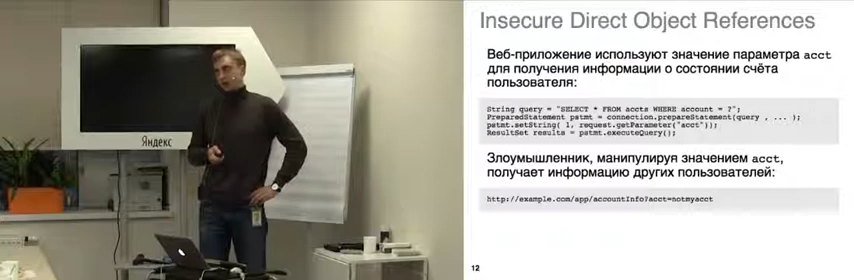 Яндекс
Insecure Direct Object References
Веб-приложение используют значение параметра acct
для получения информации о состоянии счёта
пользователя:
String query = "SELECT * FROM accts WHERE account = ?";
PreparedStatement pstmt = connection.prepareStatement(query , ... );
pstmt.setString( 1, request.getParameter("acct"));
ResultSet results = pstmt.executeQuery();
Злоумышленник, манипулируя значением acct,
получает информацию других пользователей:
http://example.com/app/accountInfo?acct=notmyacct
12